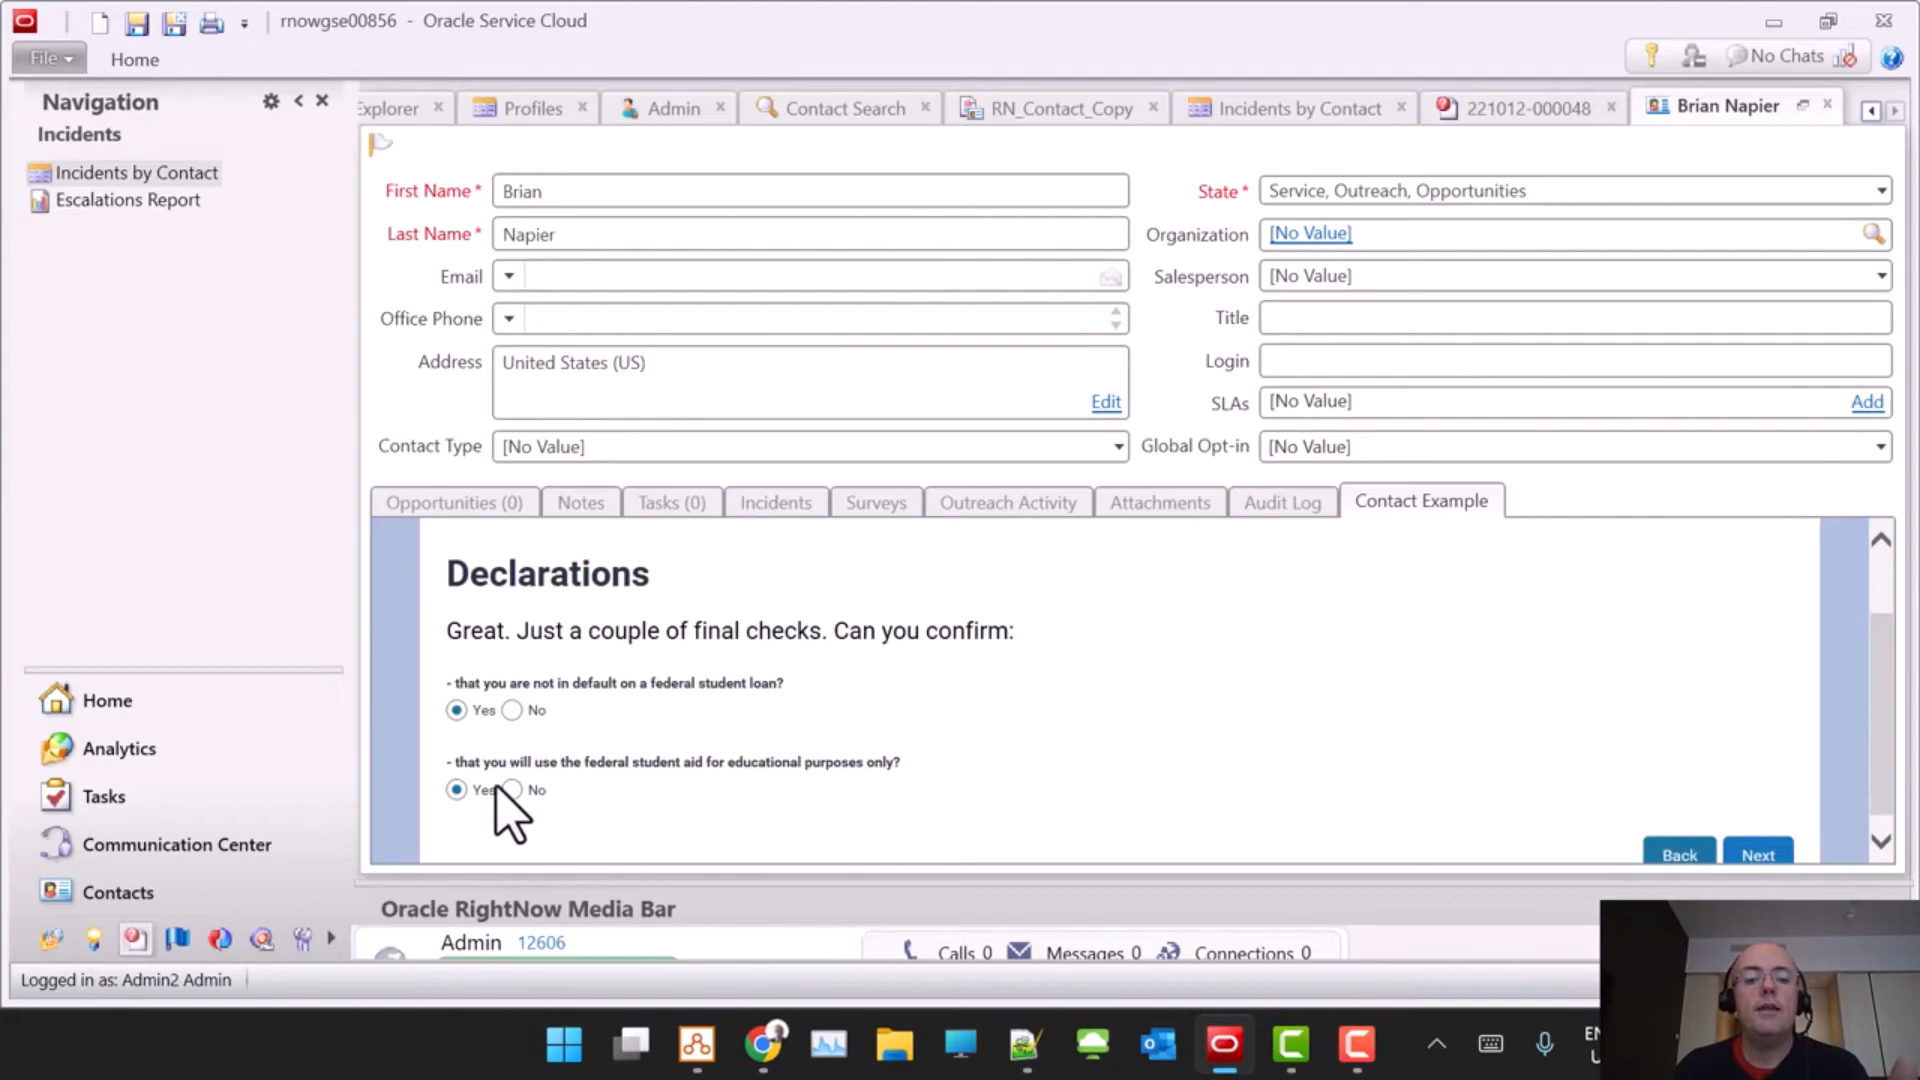 rnowgse00856 - Oracle Service Cloud
File Home No Chats
Navigation
Incidents
Incidents by Contact
Escalations Report
Explorer Profiles Admin Contact Search RN_Contact_Copy Incidents by Contact 221012-000048 Brian Napier
First Name * Brian
State * Service, Outreach, Opportunities
Last Name * Napier
Organization [No Value]
Email
Salesperson [No Value]
Office Phone
Title
Address United States (US)
Edit
Login
SLAs [No Value] Add
Contact Type [No Value]
Global Opt-in [No Value]
Opportunities (0) Notes Tasks (0) Incidents Surveys Outreach Activity Attachments Audit Log Contact Example
Declarations
Great. Just a couple of final checks. Can you confirm:
- that you are not in default on a federal student loan?
Yes No
- that you will use the federal student aid for educational purposes only?
Yes No
Back Next
Home
Analytics
Tasks
Communication Center
Contacts
Oracle RightNow Media Bar
Admin 12606
Calls 0 Messages 0 Connections 0
Logged in as: Admin2 Admin